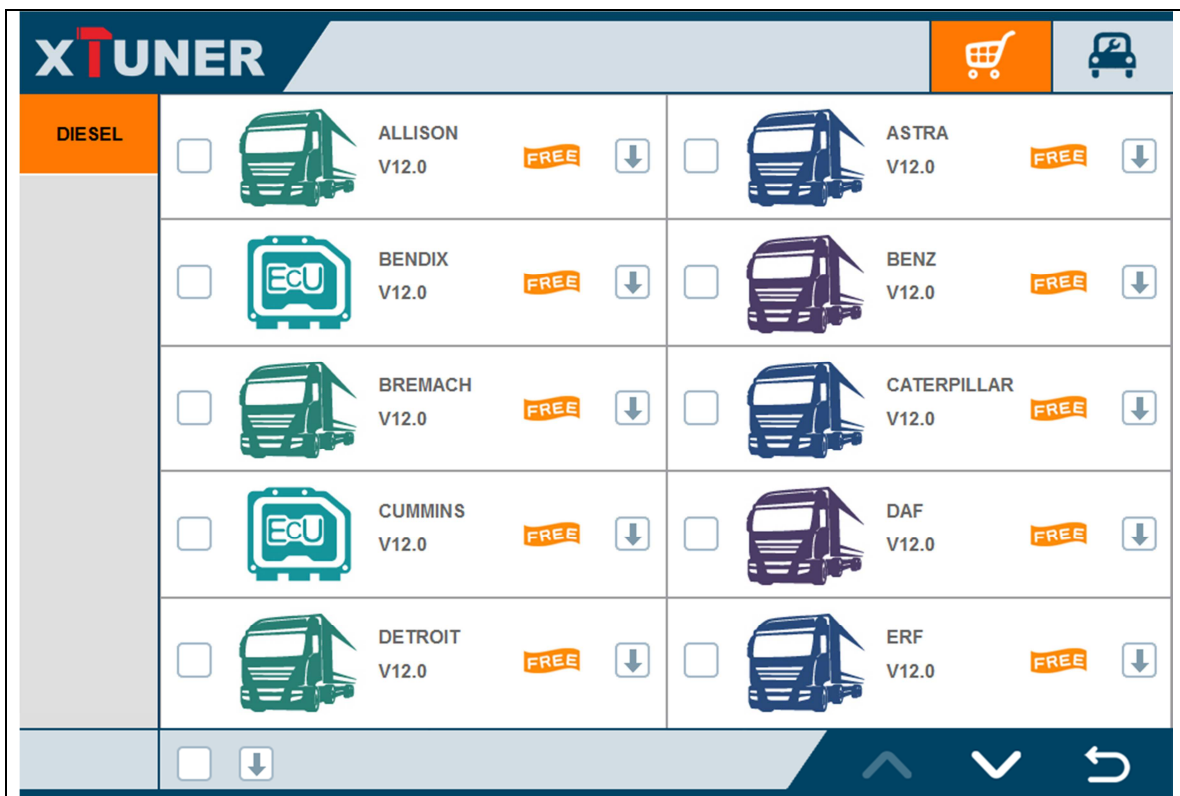 XTUNER
DIESEL
ALLISON
V12.0
FREE
ASTRA
V12.0
FREE
BENDIX
V12.0
FREE
ECU
BENZ
V12.0
FREE
BREMACH
V12.0
FREE
CATERPILLAR
V12.0
FREE
CUMMINS
V12.0
FREE
ECU
DAF
V12.0
FREE
DETROIT
V12.0
FREE
ERF
V12.0
FREE